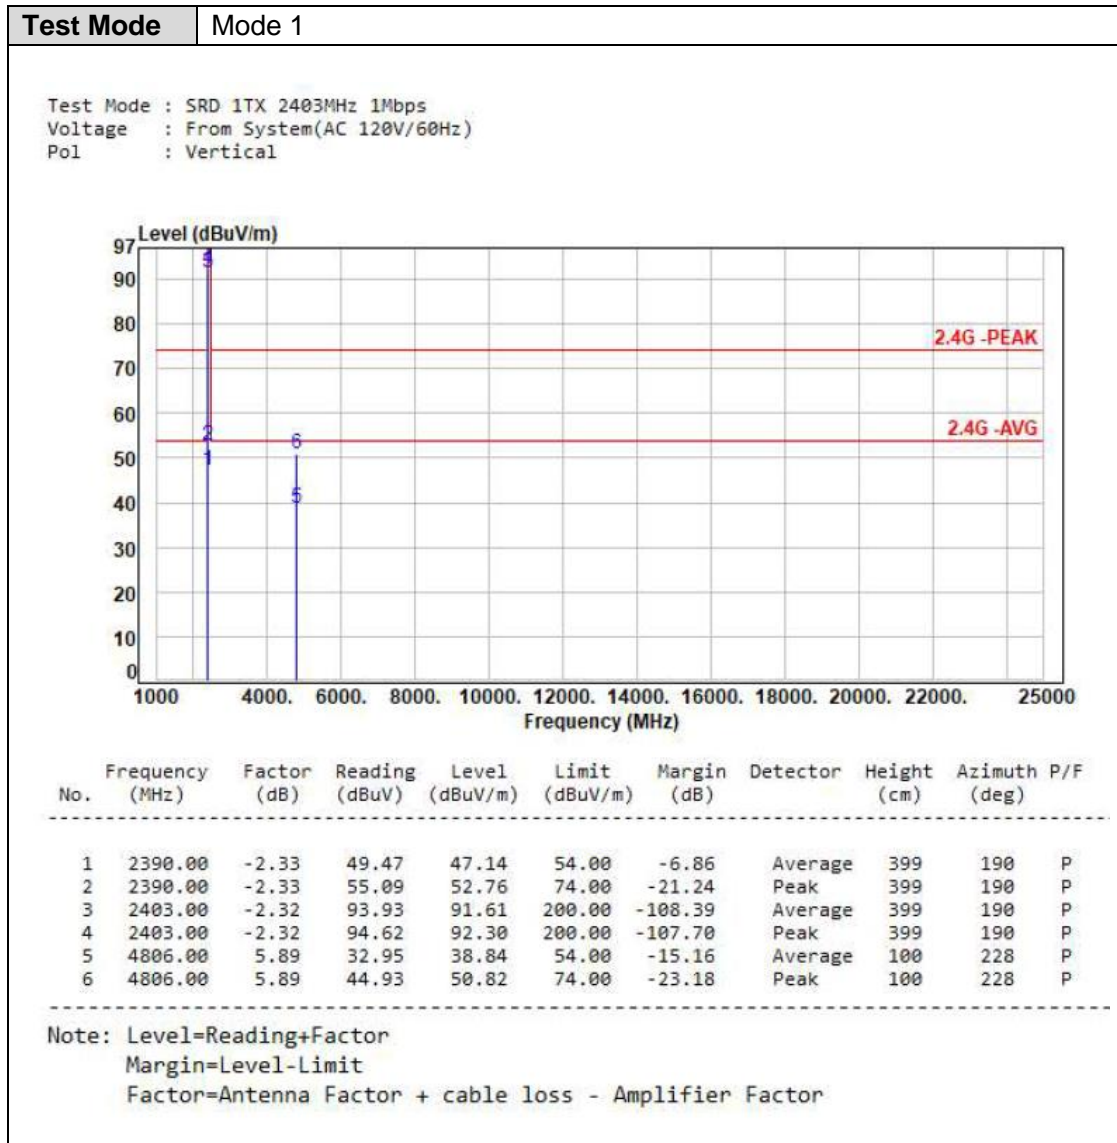 Test Mode Mode 1
Test Mode : SRD 1TX 2403MHz 1Mbps
Voltage : From System(AC 120V/60Hz)
Pol : Vertical
Level (dBuV/m)
97
90
80
70
60
50
40
30
20
10
0
2.4G -PEAK
2.4G -AVG
2
1
6
5
1000 4000. 6000. 8000. 10000. 12000. 14000. 16000. 18000. 20000. 22000. 25000
Frequency (MHz)
Frequency Factor Reading Level Limit Margin Detector Height Azimuth P/F
No. (MHz) (dB) (dBuV) (dBuV/m) (dBuV/m) (dB) (cm) (deg)
1 2390.00 -2.33 49.47 47.14 54.00 -6.86 Average 399 190 P
2 2390.00 -2.33 55.09 52.76 74.00 -21.24 Peak 399 190 P
3 2403.00 -2.32 93.93 91.61 200.00 -108.39 Average 399 190 P
4 2403.00 -2.32 94.62 92.30 200.00 -107.70 Peak 399 190 P
5 4806.00 5.89 32.95 38.84 54.00 -15.16 Average 100 228 P
6 4806.00 5.89 44.93 50.82 74.00 -23.18 Peak 100 228 P
Note: Level=Reading+Factor
Margin=Level-Limit
Factor=Antenna Factor + cable loss - Amplifier Factor